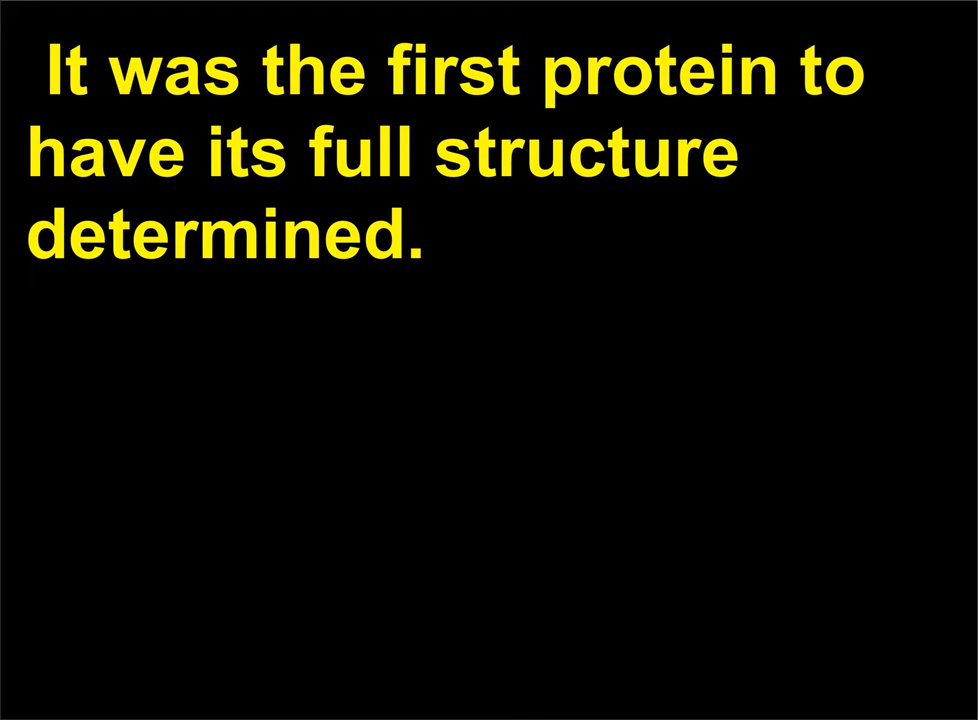 It was the first protein to
have its full structure
determined.